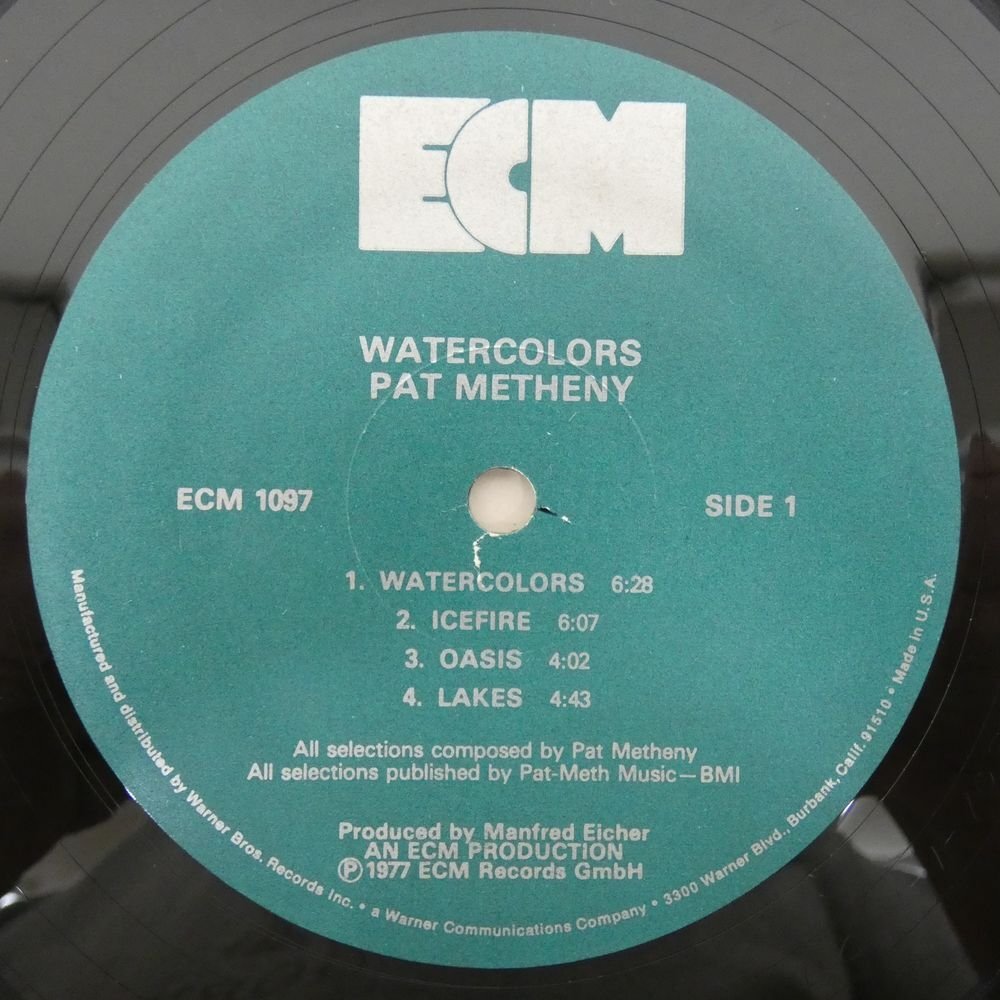 ECM
WATERCOLORS
PAT METHENY
ECM 1097
SIDE 1
1. WATERCOLORS 6:28
2. ICEFIRE 6:07
3. OASIS 4:02
4. LAKES 4:43
All selections composed by Pat Metheny
All selections published by Pat-Meth Music—BMI
Produced by Manfred Eicher
AN ECM PRODUCTION
℗ 1977 ECM Records GmbH
Manufactured and distributed by Warner Bros. Records Inc. • a Warner Communications Company • 3300 Warner Blvd., Burbank, Calif. 91510 • Made in U.S.A.